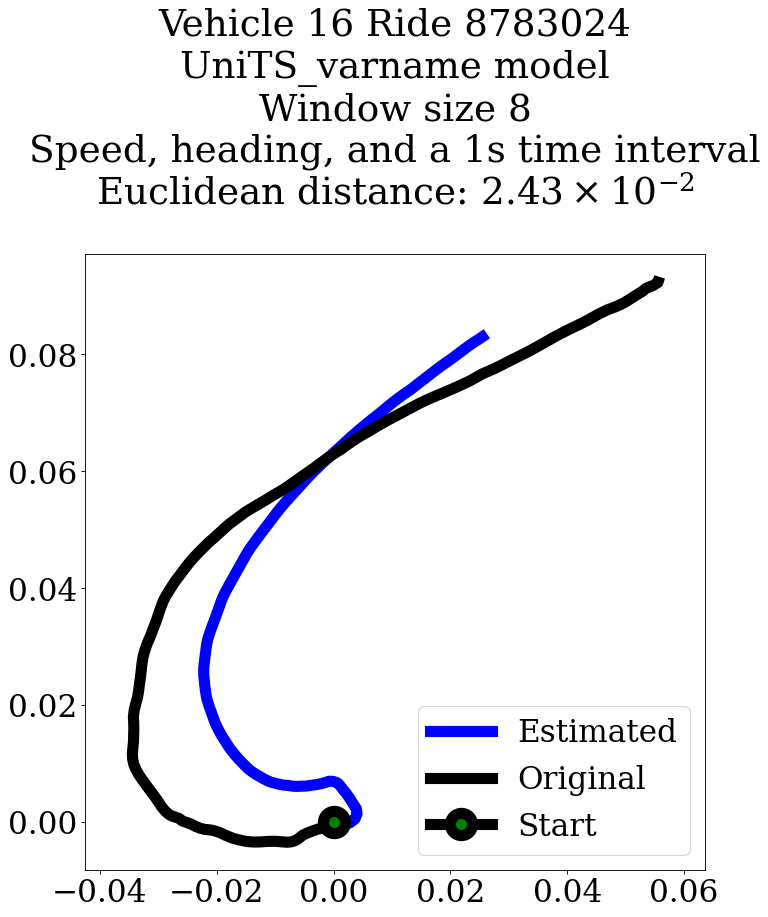 Vehicle 16 Ride 8783024
UniTS_varname model
Window size 8
Speed, heading, and a 1s time interval
Euclidean distance: 2.43 × 10⁻²
0.08
0.06
0.04
0.02
0.00
Estimated
Original
Start
−0.04 −0.02 0.00 0.02 0.04 0.06